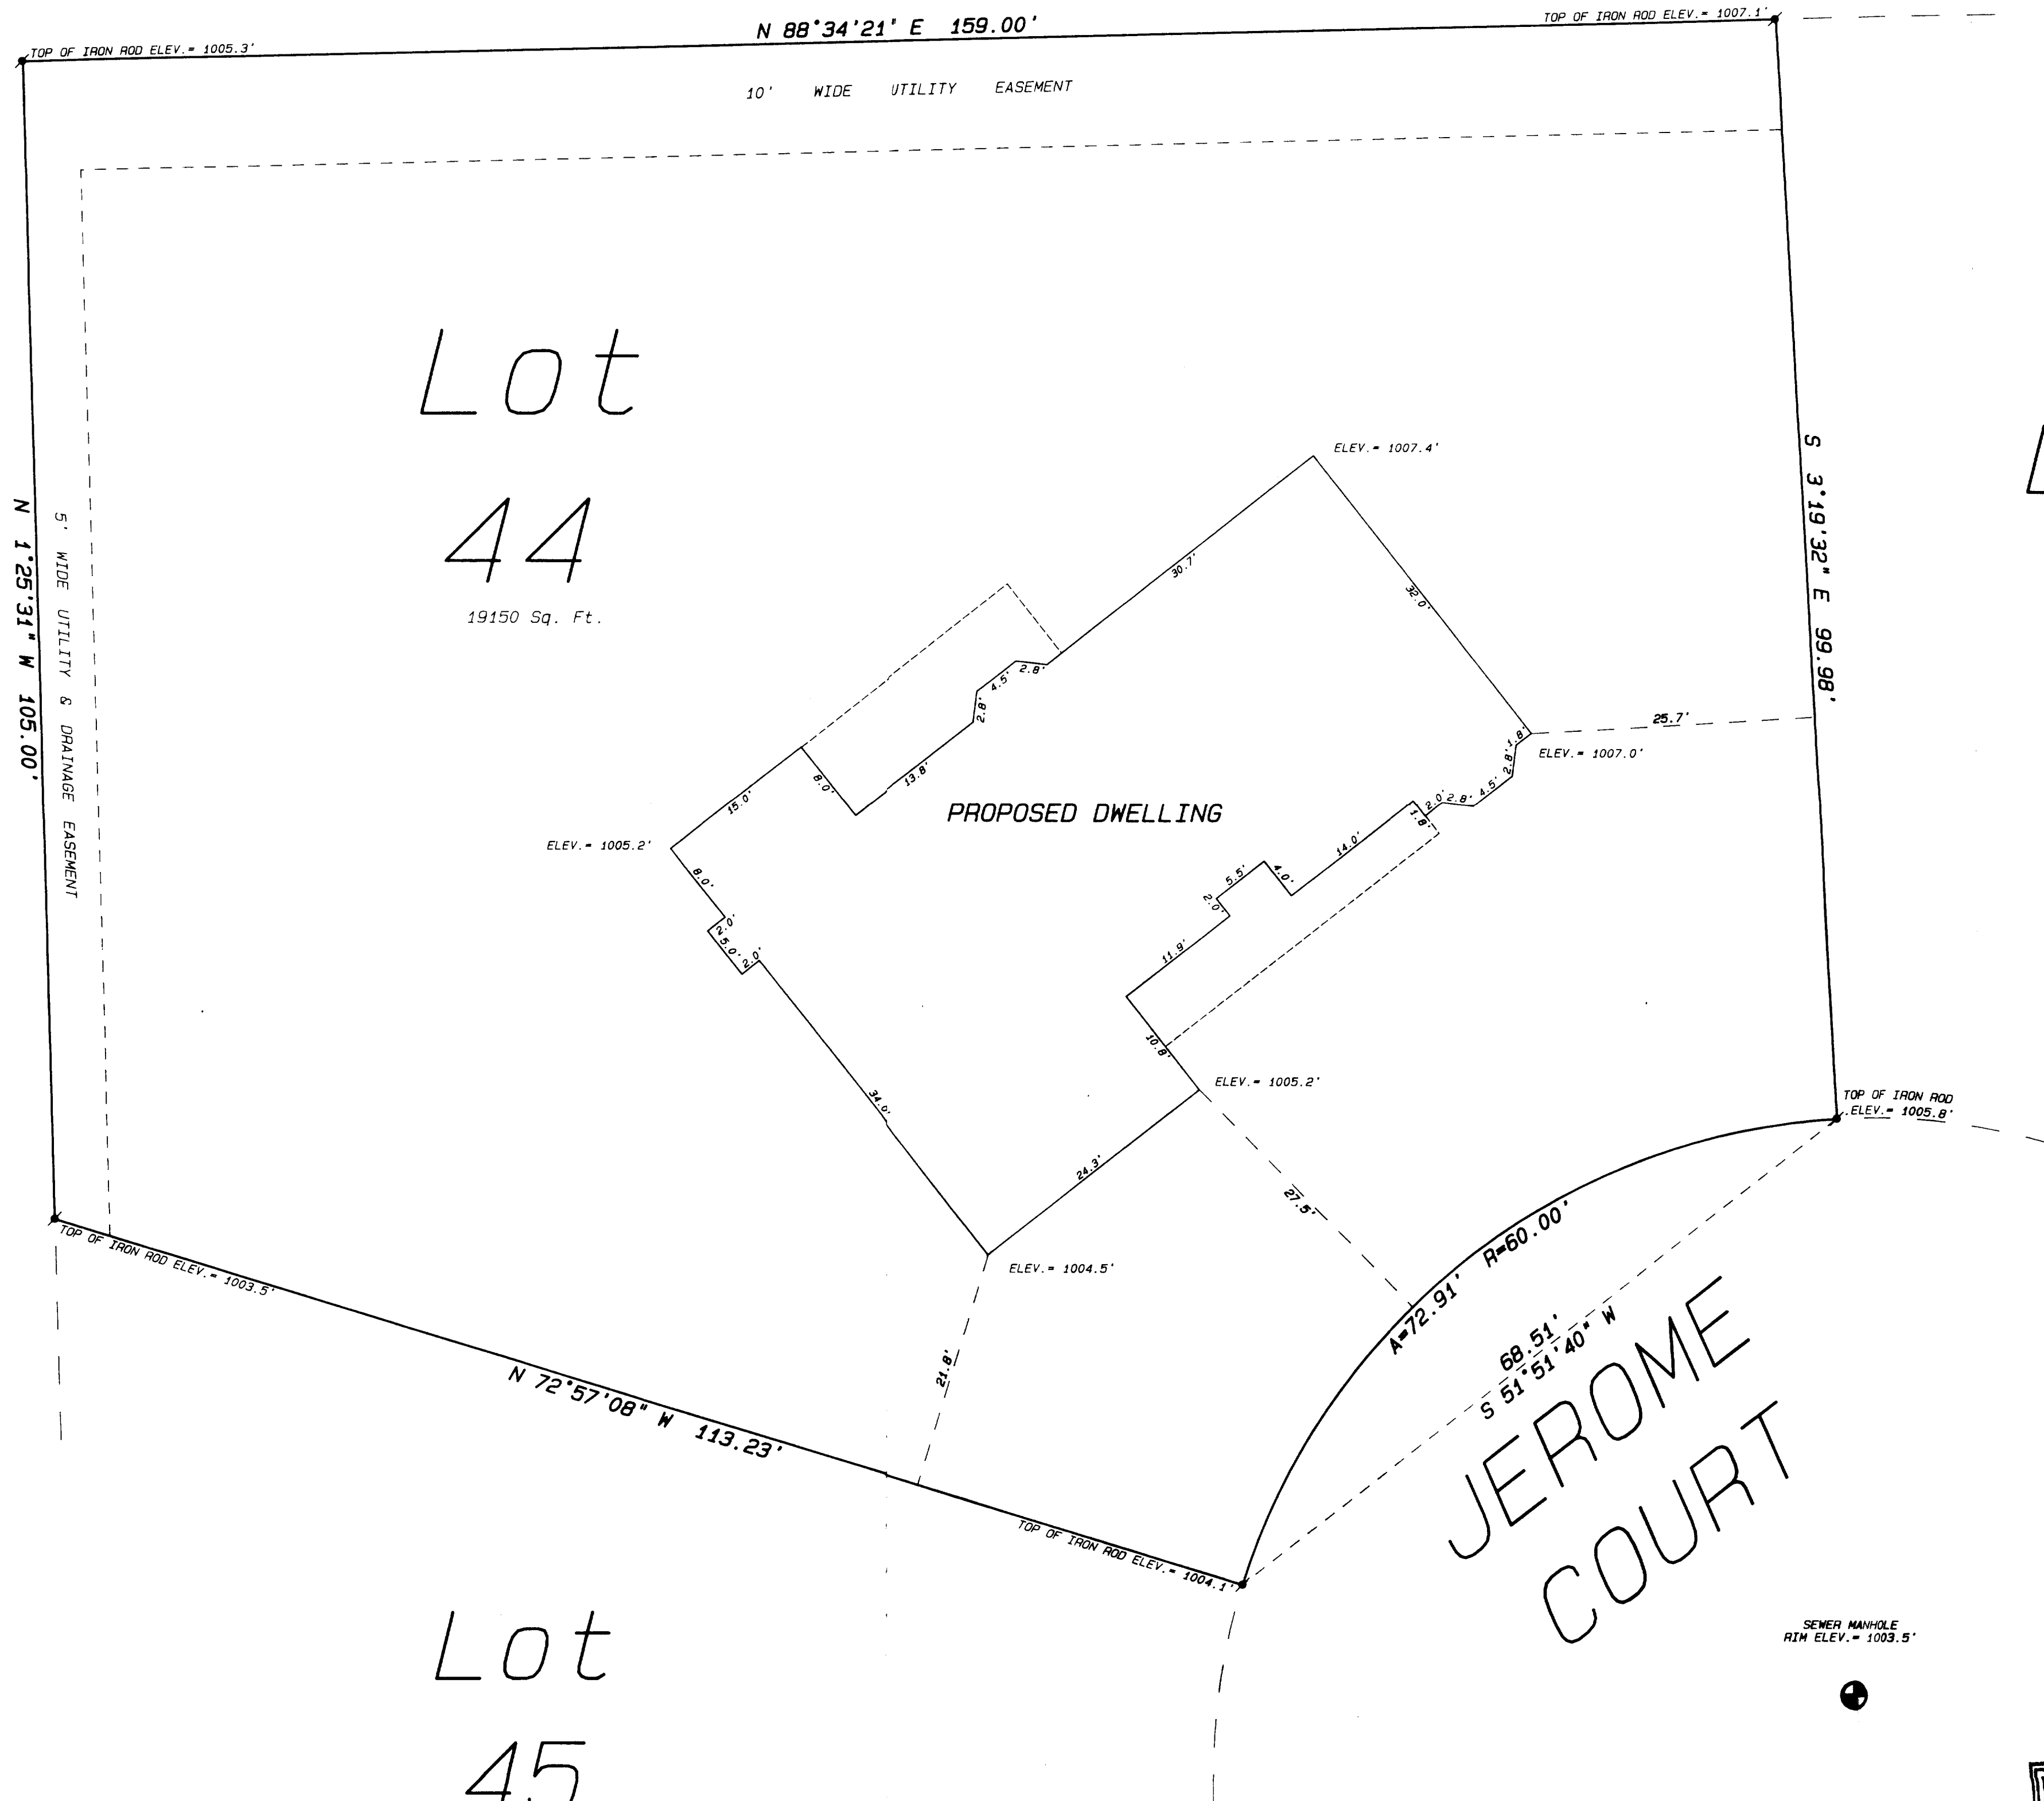 N 88°34'21" E 159.00'
TOP OF IRON ROD ELEV.= 1007.1'
TOP OF IRON ROD ELEV.= 1005.3'
10' WIDE UTILITY EASEMENT
Lot
44
19150 Sq. Ft.
N 1°25'31" W 105.00'
5' WIDE UTILITY & DRAINAGE EASEMENT
S 3°19'32" E 99.98'
ELEV.= 1007.4'
30.7'
32.0'
2.8'
4.5'
2.8'
25.7'
1.8'
ELEV.= 1007.0'
2.8'
4.5'
2.8'
2.0'
1.8'
8.0'
13.8'
15.0'
PROPOSED DWELLING
ELEV.= 1005.2'
14.0'
4.0'
5.5'
2.0'
8.0'
2.0'
5.0'
2.0'
11.9'
10.8'
ELEV.= 1005.2'
34.0'
24.3'
TOP OF IRON ROD
ELEV.= 1005.8'
27.5'
ELEV.= 1004.5'
TOP OF IRON ROD ELEV.= 1003.5'
A=72.91' R=60.00'
21.8'
68.51'
S 51°51'40" W
N 72°57'08" W 113.23'
JEROME
COURT
TOP OF IRON ROD ELEV.= 1004.1'
SEWER MANHOLE
RIM ELEV.= 1003.5'
Lot
45